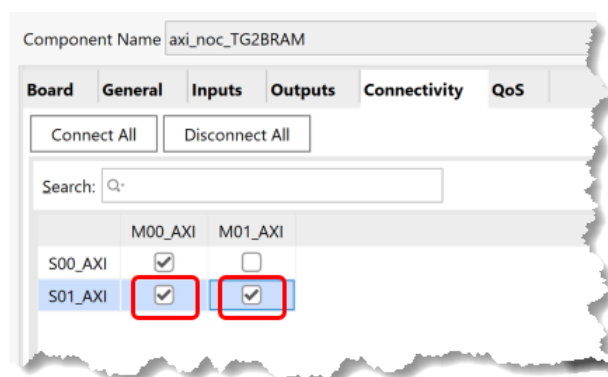 Component Name axi_noc_TG2BRAM
Board General Inputs Outputs Connectivity QoS
Connect All Disconnect All
Search:
M00_AXI M01_AXI
S00_AXI
S01_AXI